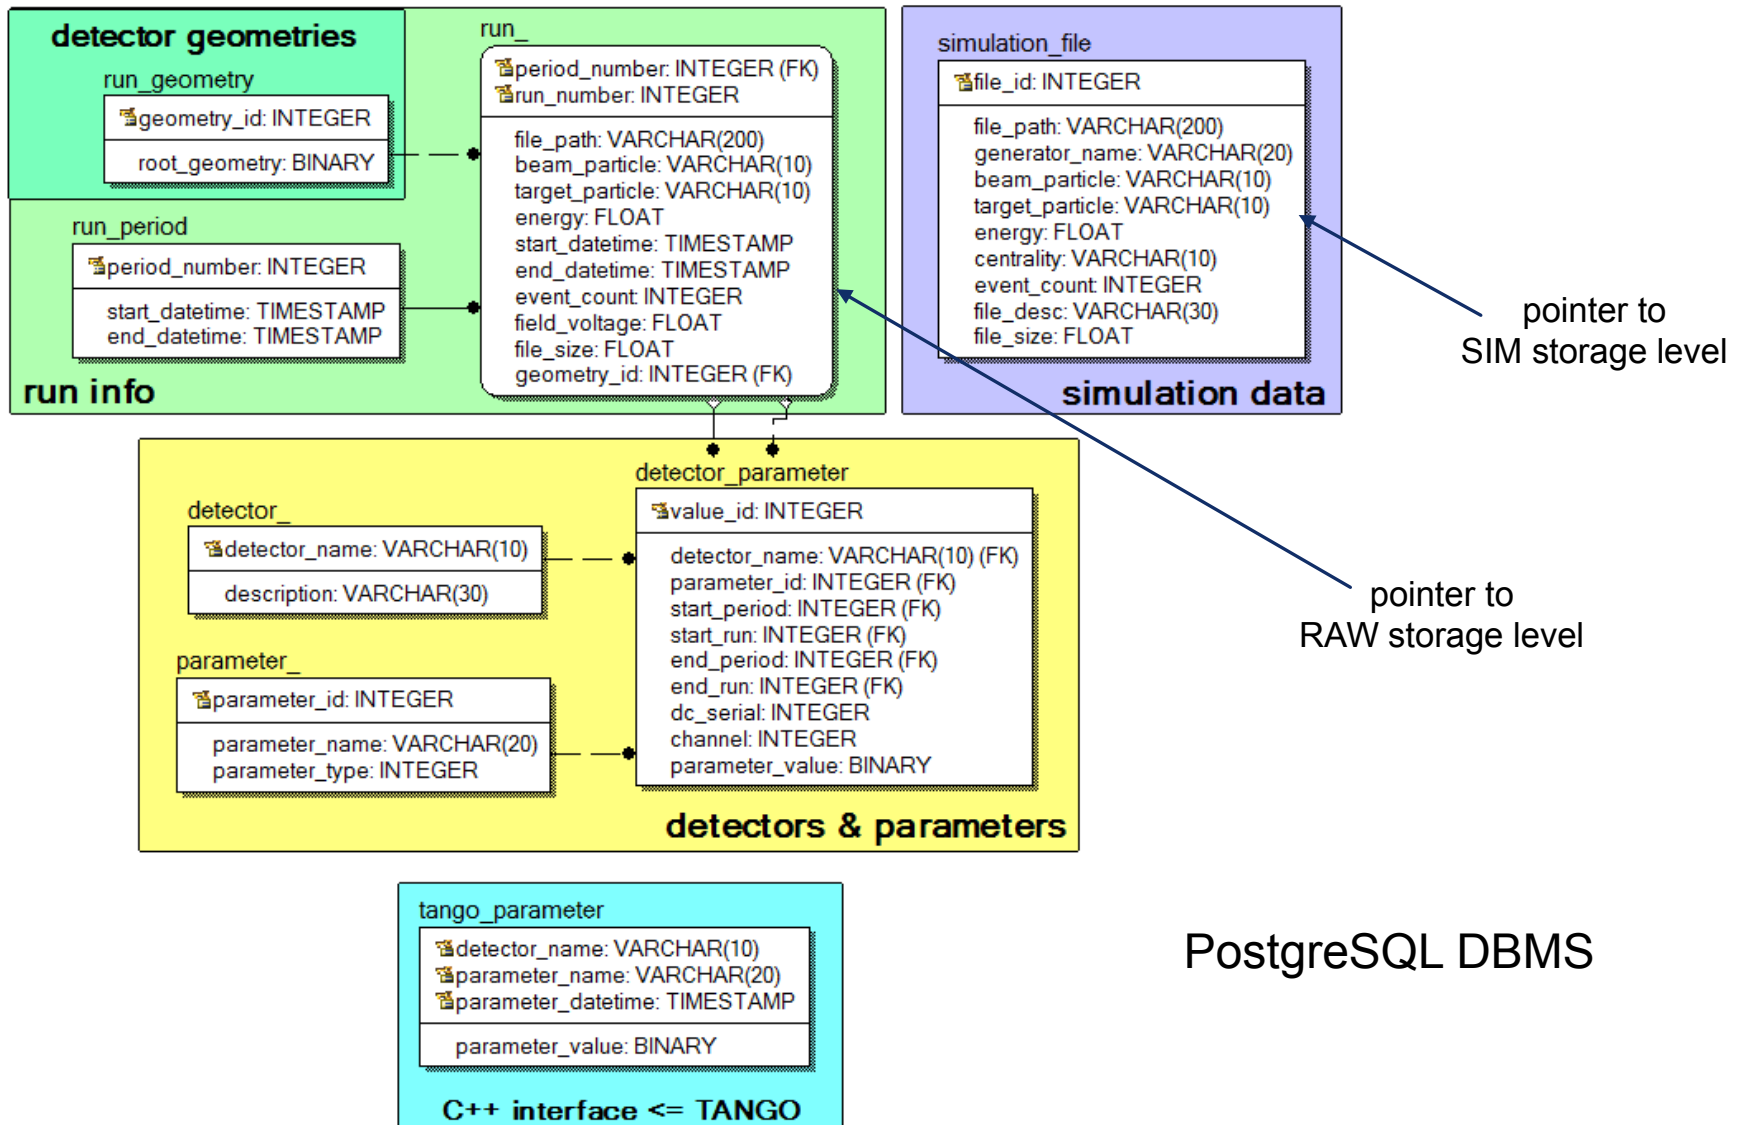 detector geometries
run_geometry
geometry_id: INTEGER
root_geometry: BINARY
run_period
period_number: INTEGER
start_datetime: TIMESTAMP
end_datetime: TIMESTAMP
run info
run_
period_number: INTEGER (FK)
run_number: INTEGER
file_path: VARCHAR(200)
beam_particle: VARCHAR(10)
target_particle: VARCHAR(10)
energy: FLOAT
start_datetime: TIMESTAMP
end_datetime: TIMESTAMP
event_count: INTEGER
field_voltage: FLOAT
file_size: FLOAT
geometry_id: INTEGER (FK)
simulation_file
file_id: INTEGER
file_path: VARCHAR(200)
generator_name: VARCHAR(20)
beam_particle: VARCHAR(10)
target_particle: VARCHAR(10)
energy: FLOAT
centrality: VARCHAR(10)
event_count: INTEGER
file_desc: VARCHAR(30)
file_size: FLOAT
simulation data
pointer to
SIM storage level
detector_
detector_name: VARCHAR(10)
description: VARCHAR(30)
parameter_
parameter_id: INTEGER
parameter_name: VARCHAR(20)
parameter_type: INTEGER
detector_parameter
value_id: INTEGER
detector_name: VARCHAR(10) (FK)
parameter_id: INTEGER (FK)
start_period: INTEGER (FK)
start_run: INTEGER (FK)
end_period: INTEGER (FK)
end_run: INTEGER (FK)
dc_serial: INTEGER
channel: INTEGER
parameter_value: BINARY
detectors & parameters
pointer to
RAW storage level
tango_parameter
detector_name: VARCHAR(10)
parameter_name: VARCHAR(20)
parameter_datetime: TIMESTAMP
parameter_value: BINARY
C++ interface <= TANGO
PostgreSQL DBMS